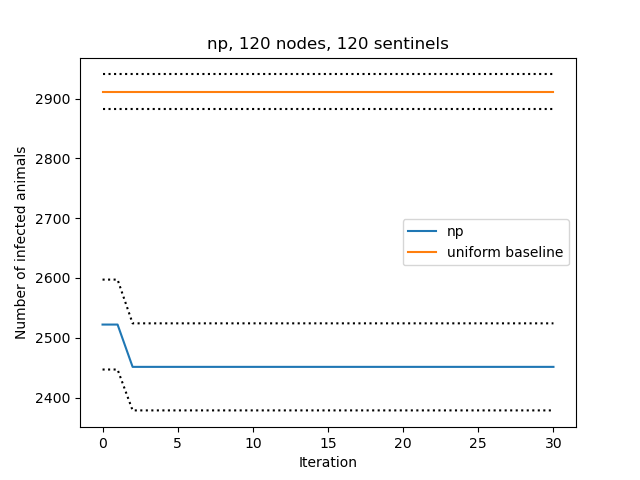 np, 120 nodes, 120 sentinels
Number of infected animals
2900
2800
2700
2600
2500
2400
np
uniform baseline
0 5 10 15 20 25 30
Iteration